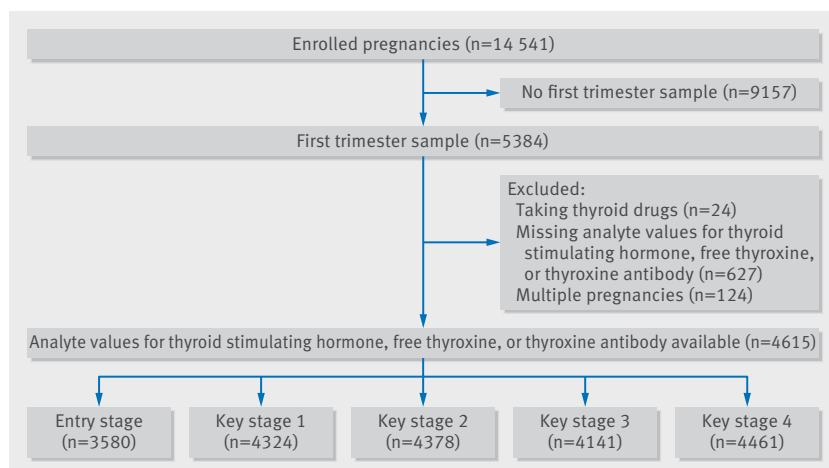 Enrolled pregnancies (n=14 541)
No first trimester sample (n=9157)
First trimester sample (n=5384)
Excluded:
Taking thyroid drugs (n=24)
Missing analyte values for thyroid
stimulating hormone, free thyroxine,
or thyroxine antibody (n=627)
Multiple pregnancies (n=124)
Analyte values for thyroid stimulating hormone, free thyroxine, or thyroxine antibody available (n=4615)
Entry stage
(n=3580)
Key stage 1
(n=4324)
Key stage 2
(n=4378)
Key stage 3
(n=4141)
Key stage 4
(n=4461)